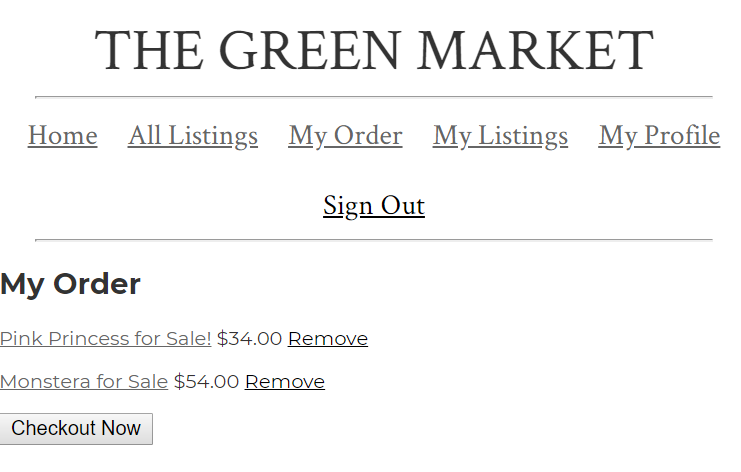 THE GREEN MARKET
Home All Listings My Order My Listings My Profile
Sign Out
My Order
Pink Princess for Sale! $34.00 Remove
Monstera for Sale $54.00 Remove
Checkout Now